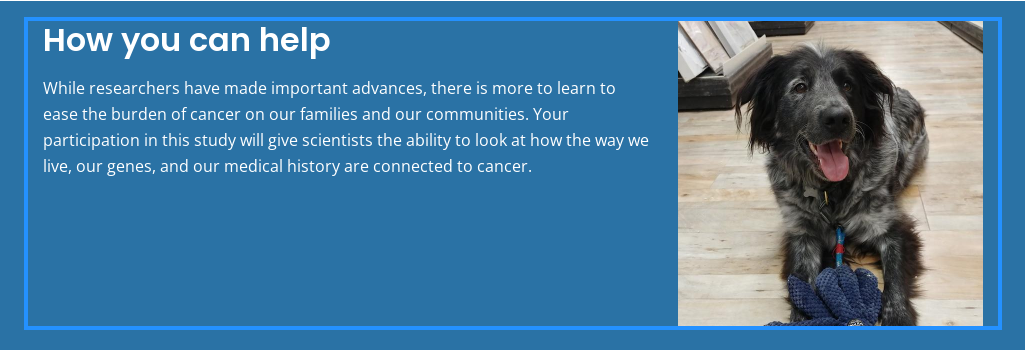 How you can help
While researchers have made important advances, there is more to learn to
ease the burden of cancer on our families and our communities. Your
participation in this study will give scientists the ability to look at how the way we
live, our genes, and our medical history are connected to cancer.